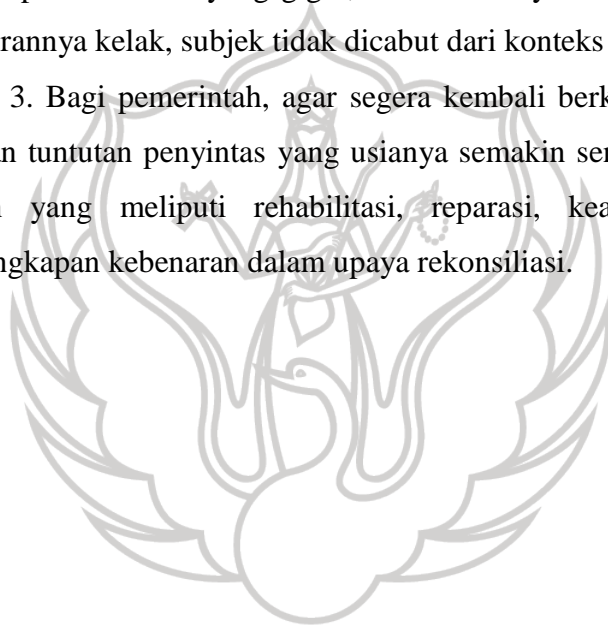 rannya kelak, subjek tidak dicabut dari konteks
3. Bagi pemerintah, agar segera kembali berk
n tuntutan penyintas yang usianya semakin
yang meliputi rehabilitasi, reparasi, kea
ngkapan kebenaran dalam upaya rekonsiliasi.